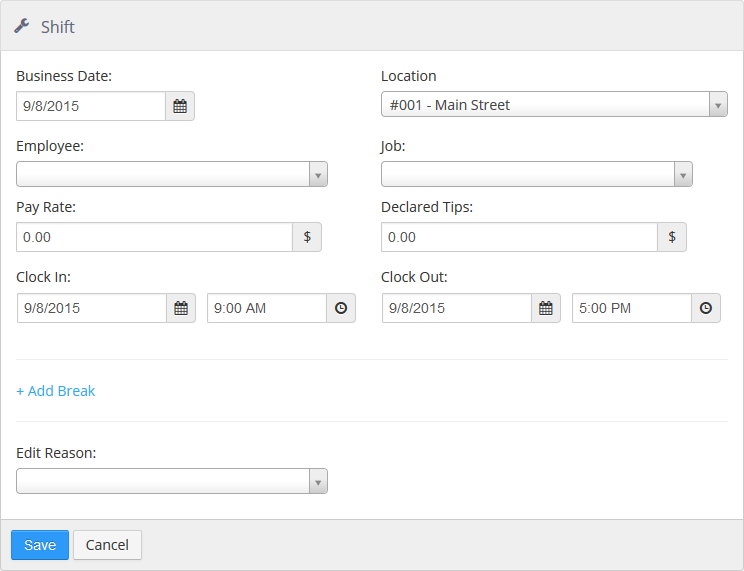 Shift
Business Date: Location
9/8/2015 #001 - Main Street
Employee: Job:
Pay Rate: Declared Tips:
0.00 $ 0.00 $
Clock In: Clock Out:
9/8/2015 9:00 AM 9/8/2015 5:00 PM
+ Add Break
Edit Reason:
Save Cancel